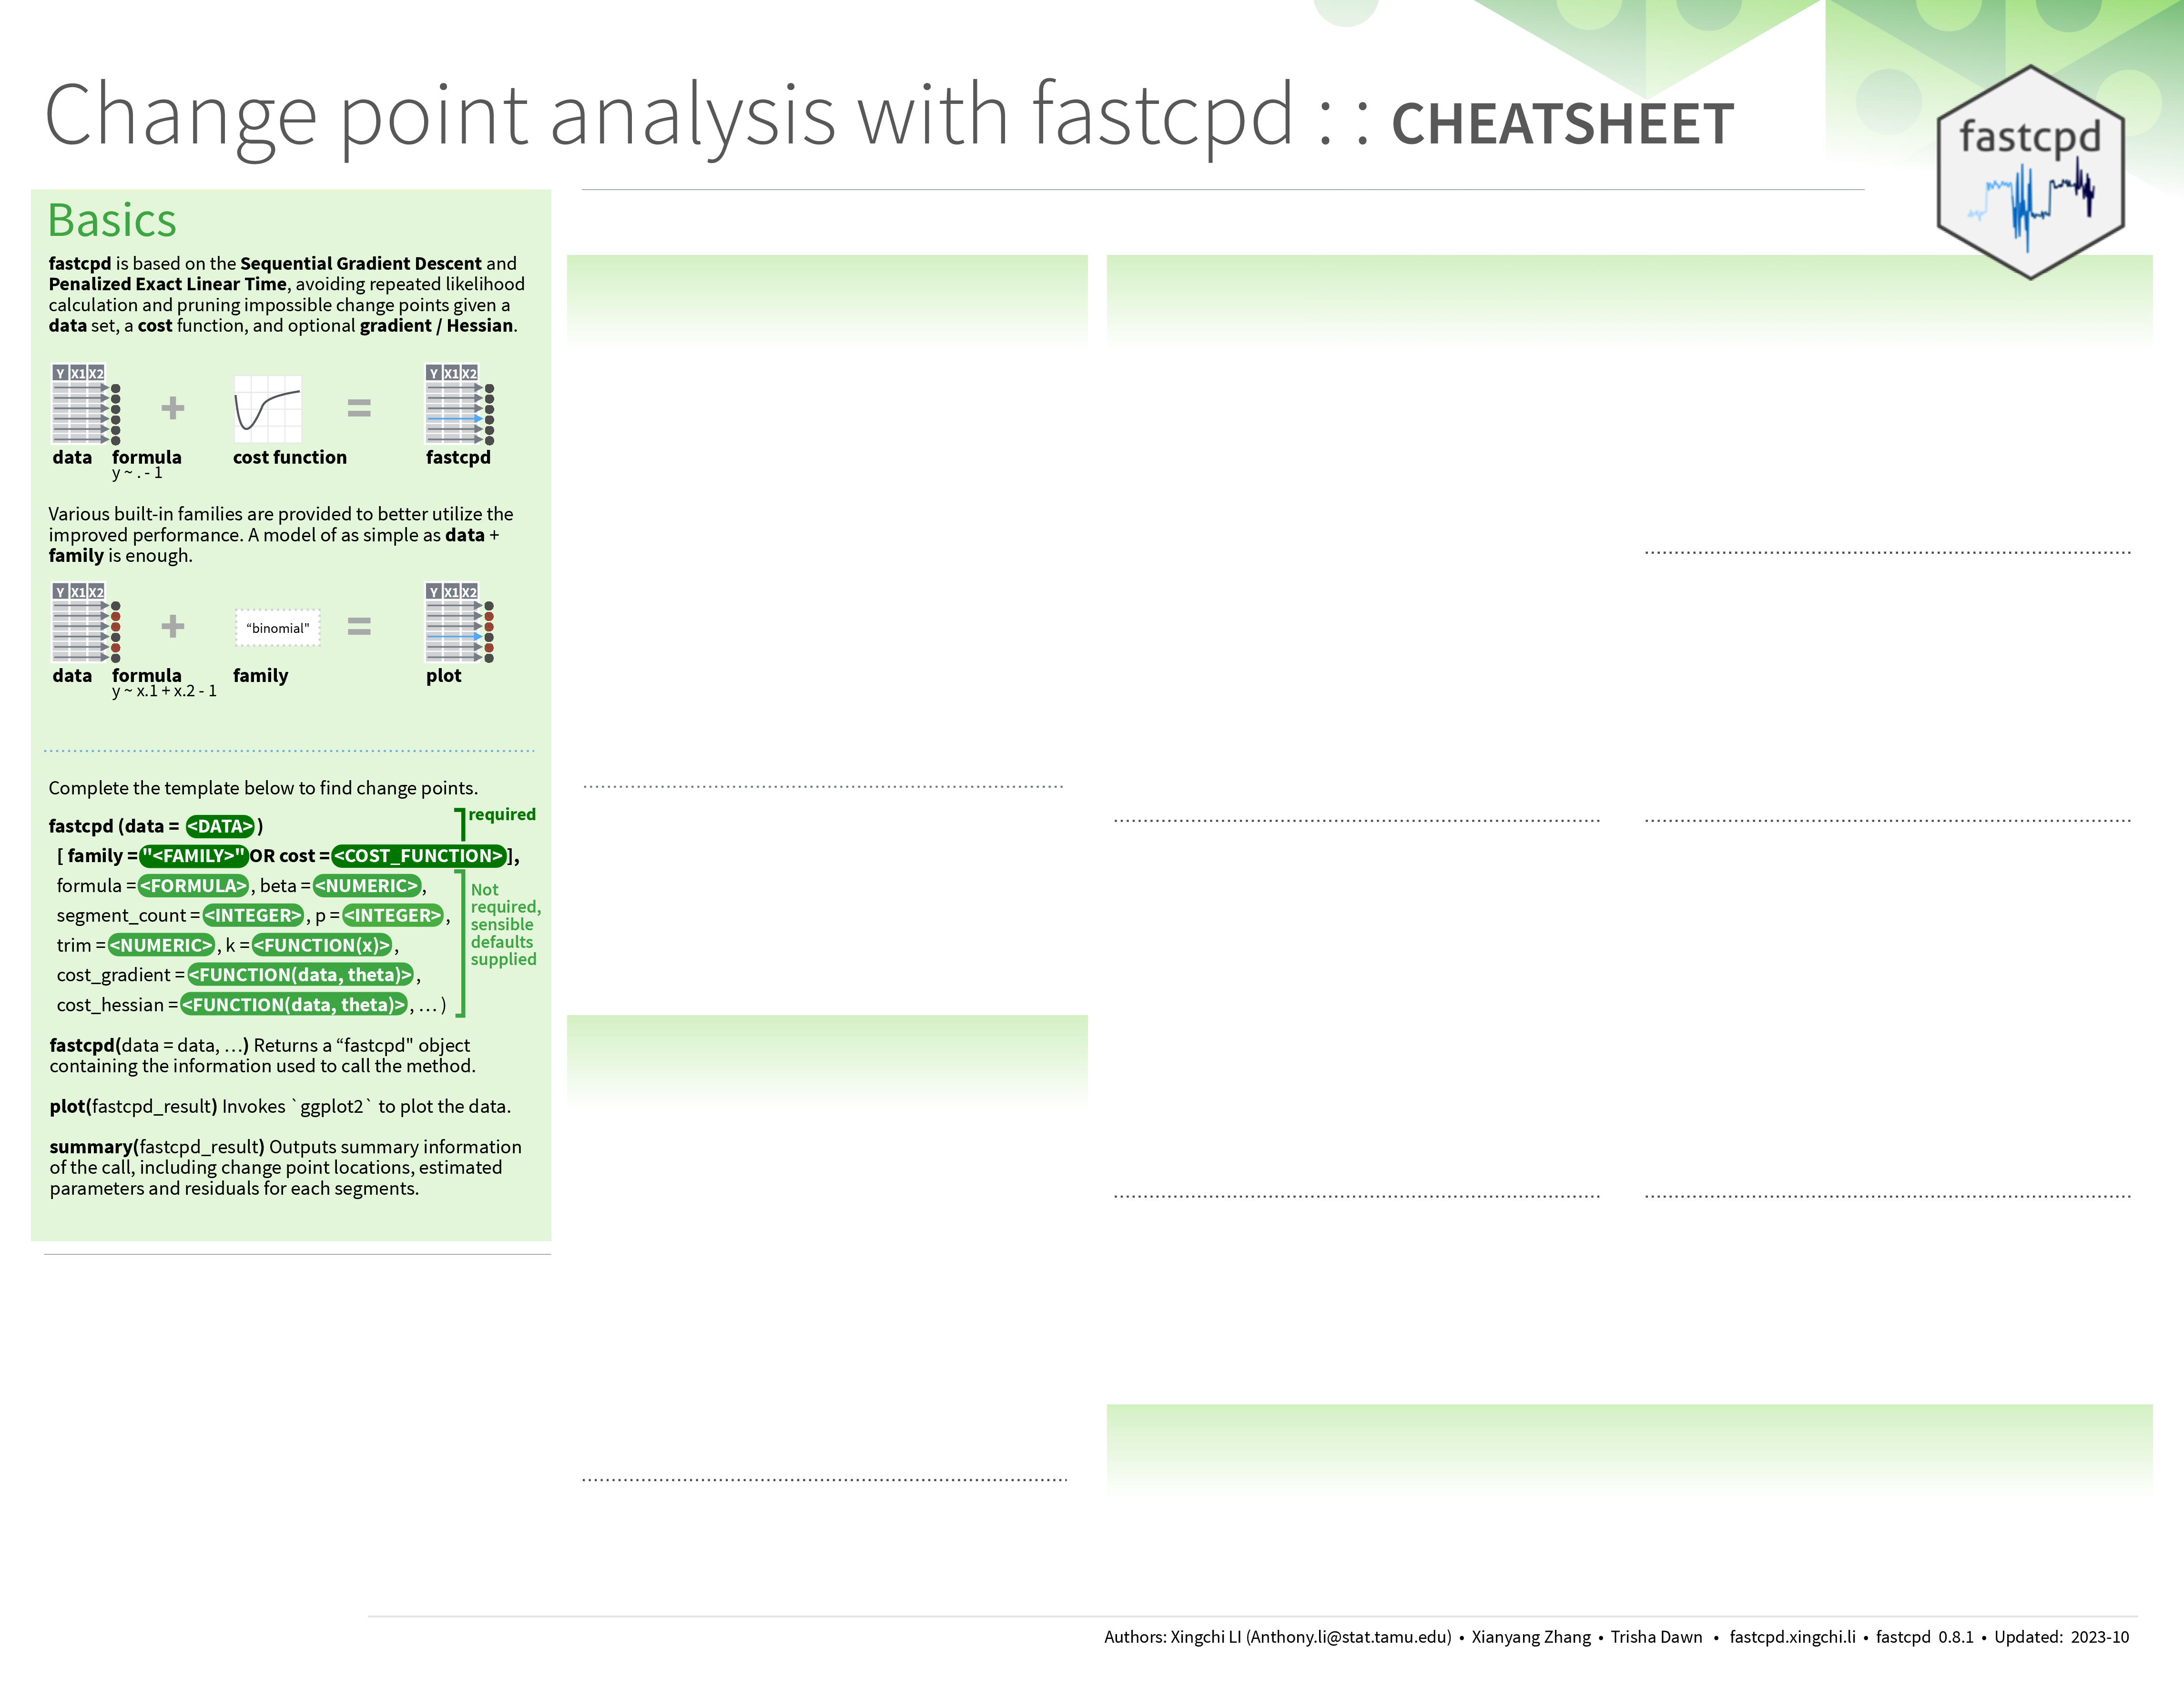 Change point analysis with fastcpd : : CHEATSHEET
fastcpd
Basics
fastcpd is based on the Sequential Gradient Descent and
Penalized Exact Linear Time, avoiding repeated likelihood
calculation and pruning impossible change points given a
data set, a cost function, and optional gradient / Hessian.
Y X1 X2
+
=
Y X1 X2
data formula cost function fastcpd
y ~ . - 1
Various built-in families are provided to better utilize the
improved performance. A model of as simple as data +
family is enough.
Y X1 X2
+
“binomial"
=
Y X1 X2
data formula family plot
y ~ x.1 + x.2 - 1
Complete the template below to find change points.
required
fastcpd (data = <DATA> )
[ family = "<FAMILY>" OR cost = <COST_FUNCTION> ],
formula = <FORMULA> , beta = <NUMERIC> ,
segment_count = <INTEGER> , p = <INTEGER> ,
trim = <NUMERIC> , k = <FUNCTION(x)> ,
cost_gradient = <FUNCTION(data, theta)> ,
cost_hessian = <FUNCTION(data, theta)> , … )
Not
required,
sensible
defaults
supplied
fastcpd(data = data, …) Returns a “fastcpd" object
containing the information used to call the method.
plot(fastcpd_result) Invokes `ggplot2` to plot the data.
summary(fastcpd_result) Outputs summary information
of the call, including change point locations, estimated
parameters and residuals for each segments.
Authors: Xingchi LI (Anthony.li@stat.tamu.edu) • Xianyang Zhang • Trisha Dawn • fastcpd.xingchi.li • fastcpd 0.8.1 • Updated: 2023-10